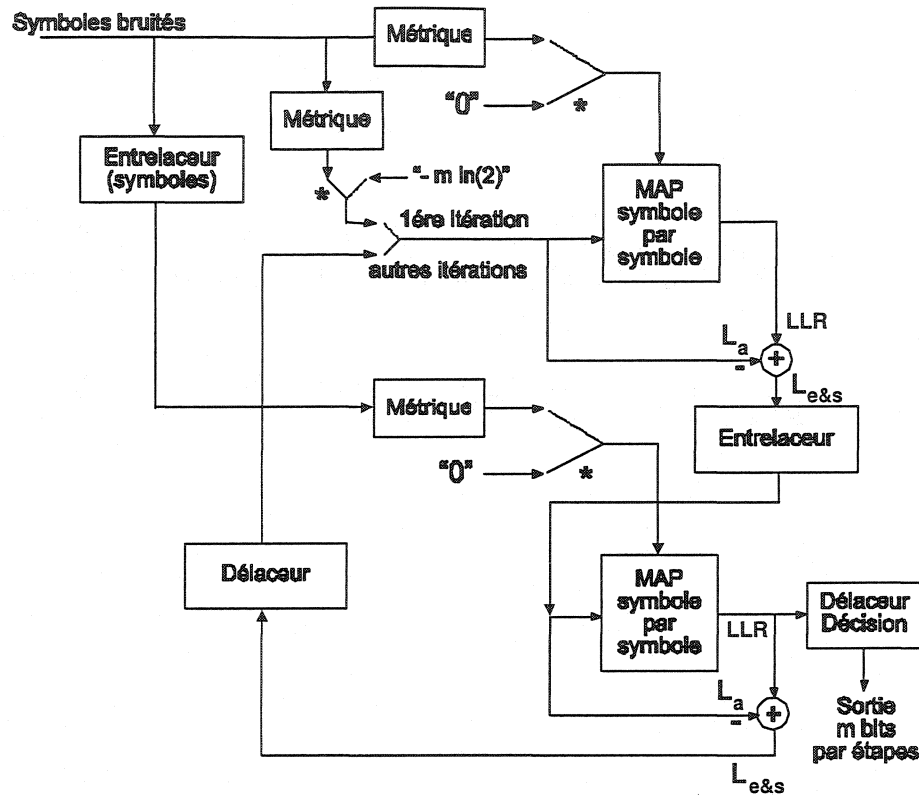 Symboles bruités
Métrique
"0"
*
Métrique
Entrelaceur
(symboles)
"- m ln(2)"
*
1ére itération
autres itérations
MAP
symbole
par
symbole
LLR
La
-
+
Le&s
Métrique
"0"
*
Entrelaceur
Délaceur
MAP
symbole
par
symbole
LLR
Délaceur
Décision
La
-
+
Sortie
m bits
par étapes
Le&s